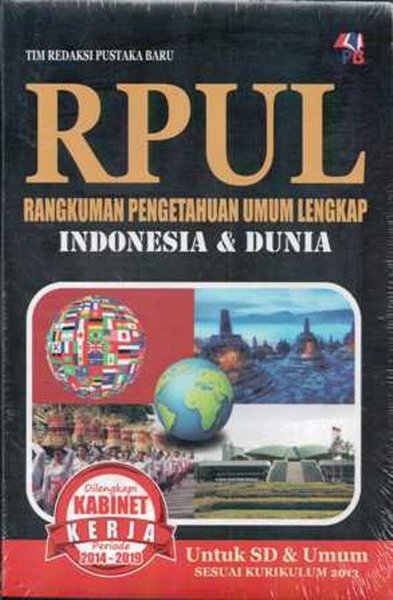 TIM REDAKSI PUSTAKA BARU
PB
RPUL
RANGKUMAN PENGETAHUAN UMUM LENGKAP
INDONESIA & DUNIA
Dilengkapi
KABINET
KERJA
Periode
2014 - 2019
Untuk SD & Umum
SESUAI KURIKULUM 2013